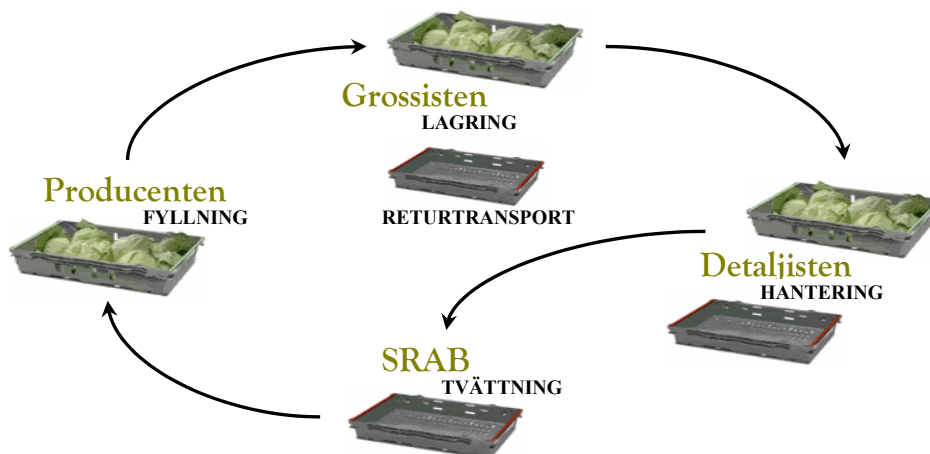 Grossisten
LAGRING
Producenten
FYLLNING
RETURTRANSPORT
Detaljisten
HANTERING
SRAB
TVÄTTNING